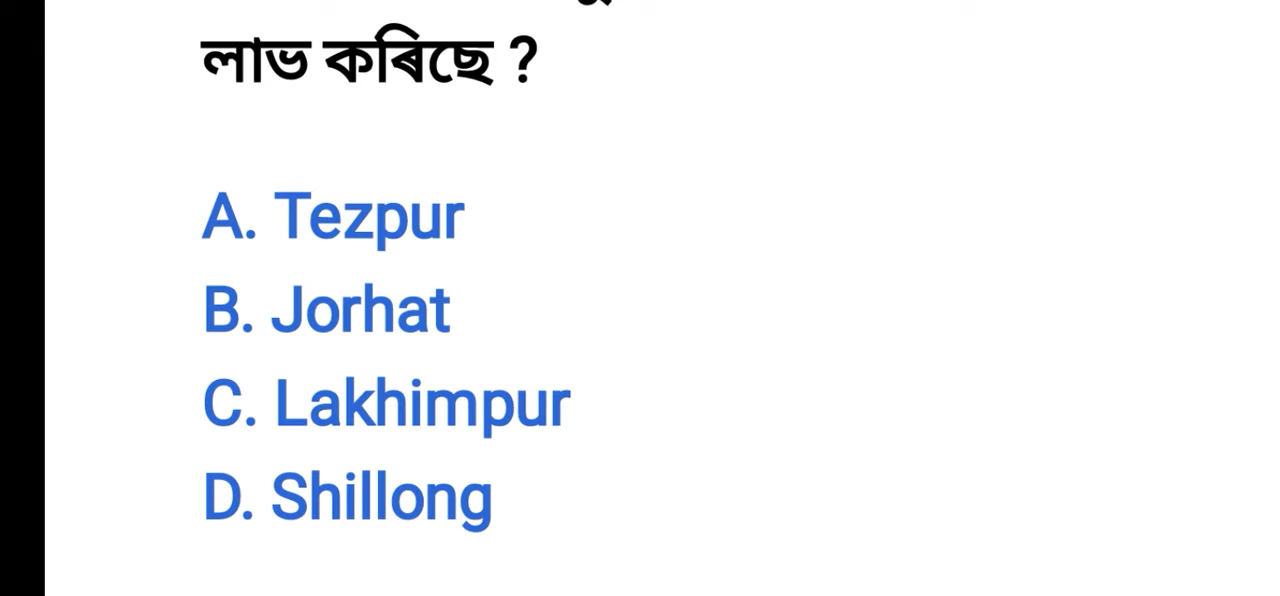 লাভ কৰিছে ?
A. Tezpur
B. Jorhat
C. Lakhimpur
D. Shillong